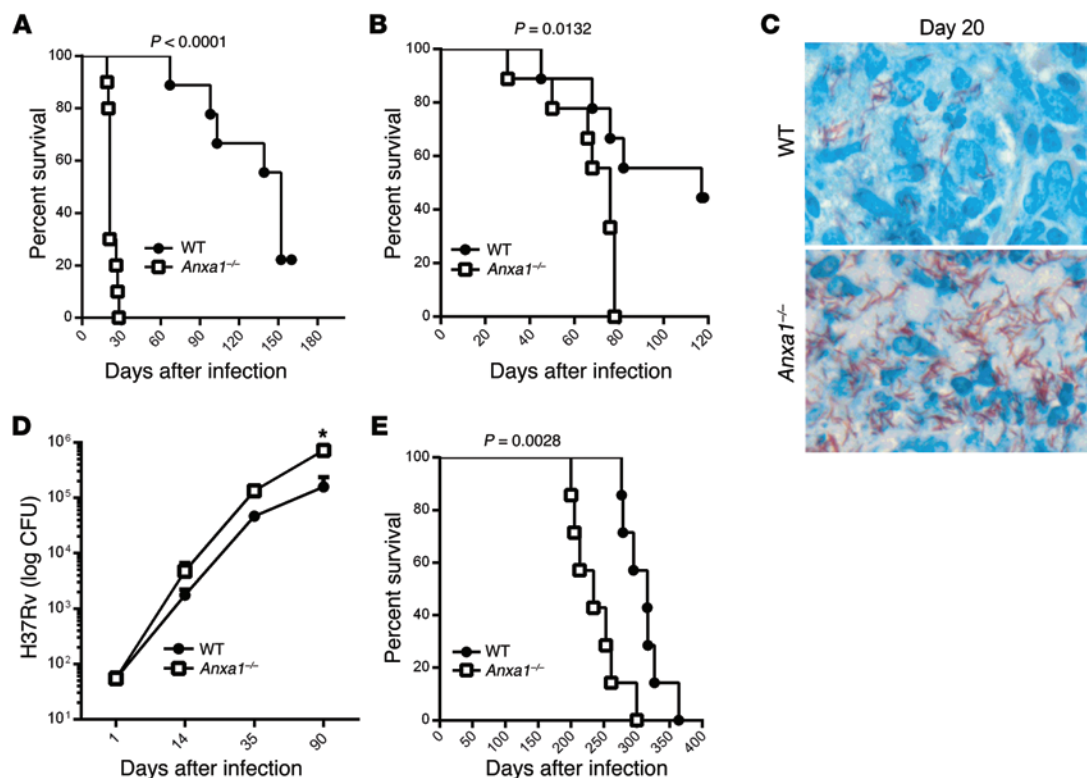 A
P < 0.0001
Percent survival
100
80
60
40
20
0
WT
Anxa1–/–
0
30
60
90
120
150
180
Days after infection
B
P = 0.0132
Percent survival
100
80
60
40
20
0
WT
Anxa1–/–
0
20
40
60
80
100
120
Days after infection
C
Day 20
WT
Anxa1–/–
D
H37Rv (log CFU)
10⁶
10⁵
10⁴
10³
10²
10¹
*
WT
Anxa1–/–
1
14
35
90
Days after infection
E
P = 0.0028
Percent survival
100
80
60
40
20
0
WT
Anxa1–/–
0
50
100
150
200
250
300
350
400
Days after infection